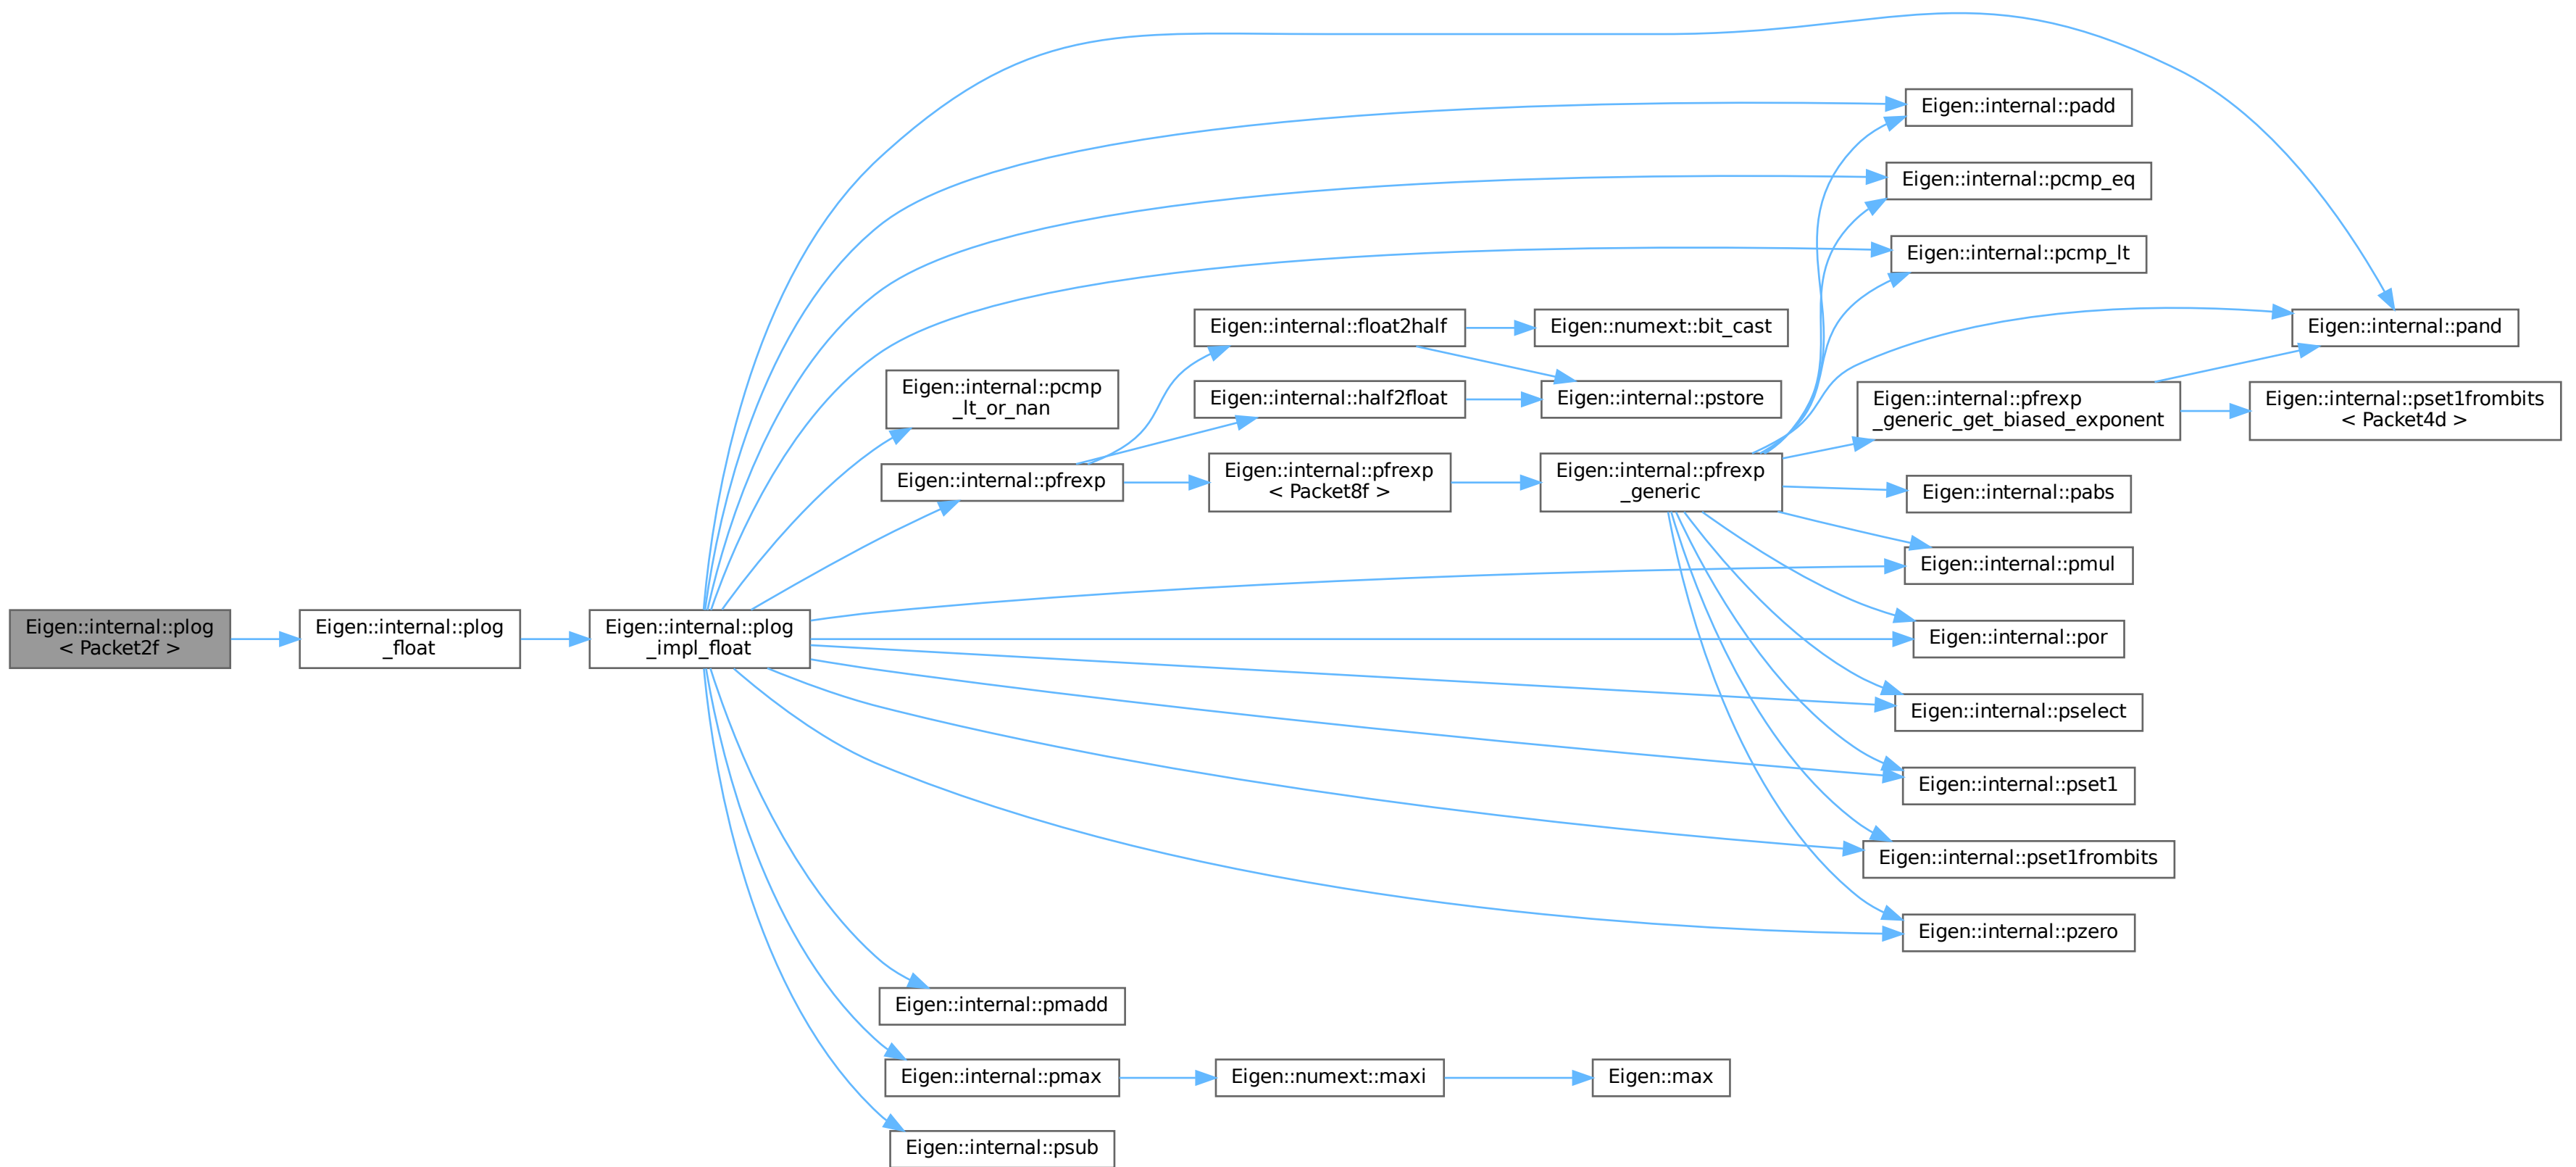 Eigen::internal::plog
< Packet2f >
Eigen::internal::plog
_float
Eigen::internal::plog
_impl_float
Eigen::internal::padd
Eigen::internal::pcmp_eq
Eigen::internal::pcmp_lt
Eigen::internal::pand
Eigen::internal::pcmp
_lt_or_nan
Eigen::internal::pfrexp
Eigen::internal::float2half
Eigen::numext::bit_cast
Eigen::internal::half2float
Eigen::internal::pstore
Eigen::internal::pfrexp
< Packet8f >
Eigen::internal::pfrexp
_generic
Eigen::internal::pfrexp
_generic_get_biased_exponent
Eigen::internal::pset1frombits
< Packet4d >
Eigen::internal::pabs
Eigen::internal::pmul
Eigen::internal::por
Eigen::internal::pselect
Eigen::internal::pset1
Eigen::internal::pset1frombits
Eigen::internal::pzero
Eigen::internal::pmadd
Eigen::internal::pmax
Eigen::numext::maxi
Eigen::max
Eigen::internal::psub